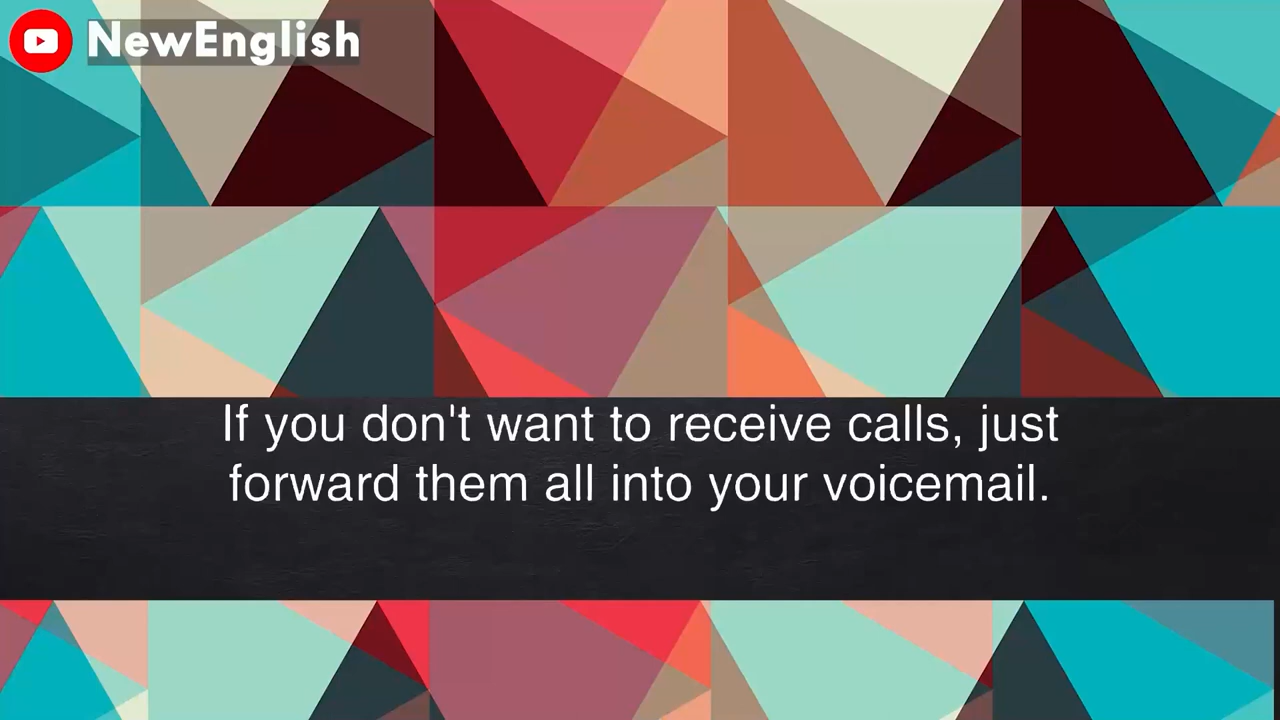 NewEnglish
If you don't want to receive calls, just
forward them all into your voicemail.